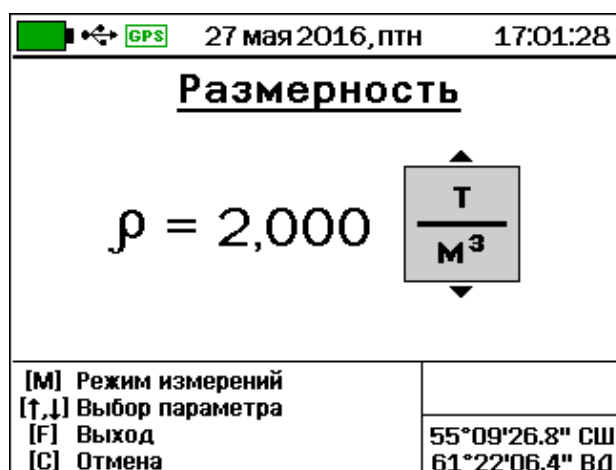 GPS 27 мая 2016, птн 17:01:28
Размерность
ρ = 2,000 т/м³
[M] Режим измерений
[↑,↓] Выбор параметра
[F] Выход
[C] Отмена
55°09'26.8" СШ
61°22'06.4" ВД